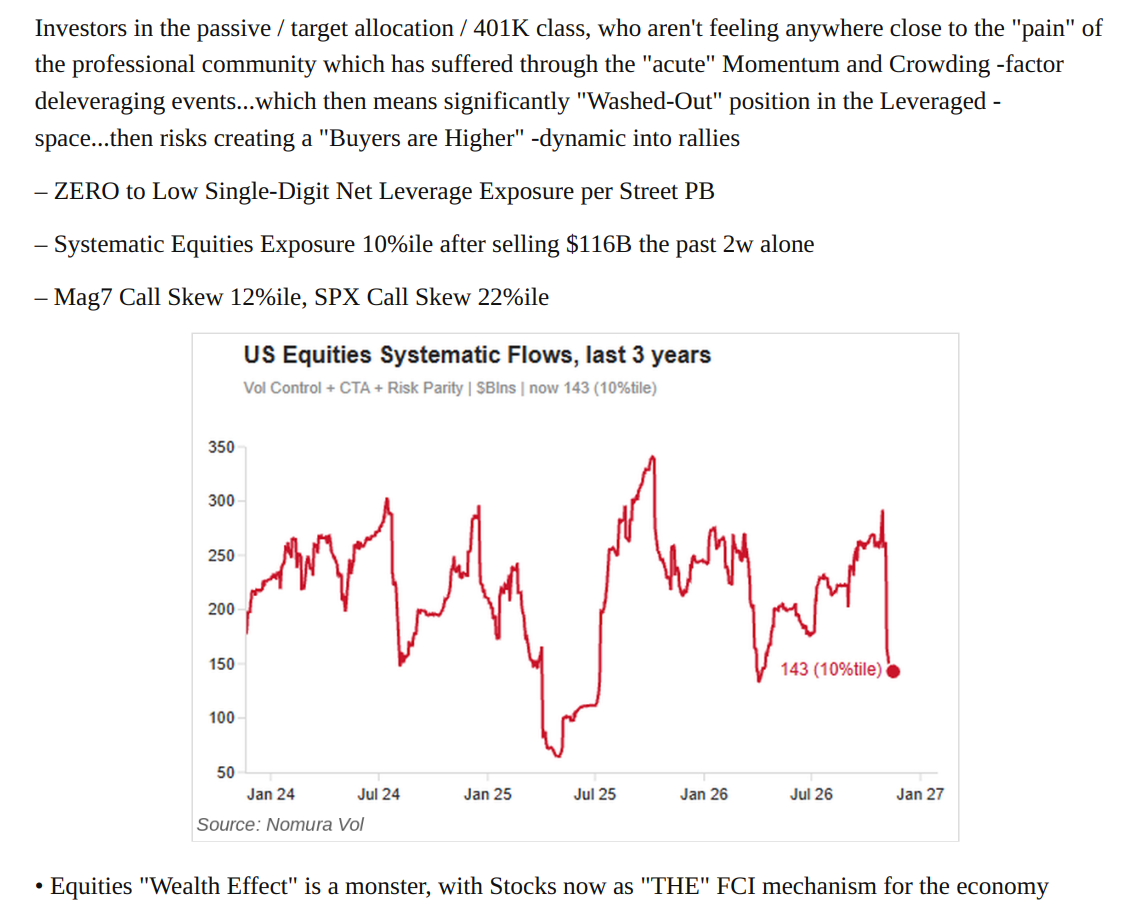 Investors in the passive / target allocation / 401K class, who aren't feeling anywhere close to the "pain" of
the professional community which has suffered through the "acute" Momentum and Crowding -factor
deleveraging events...which then means significantly "Washed-Out" position in the Leveraged -
space...then risks creating a "Buyers are Higher" -dynamic into rallies
– ZERO to Low Single-Digit Net Leverage Exposure per Street PB
– Systematic Equities Exposure 10%ile after selling $116B the past 2w alone
– Mag7 Call Skew 12%ile, SPX Call Skew 22%ile
US Equities Systematic Flows, last 3 years
Vol Control + CTA + Risk Parity | $Blns | now 143 (10%tile)
350
300
250
200
150
100
50
143 (10%tile)
Jan 24 Jul 24 Jan 25 Jul 25 Jan 26 Jul 26 Jan 27
Source: Nomura Vol
• Equities "Wealth Effect" is a monster, with Stocks now as "THE" FCI mechanism for the economy